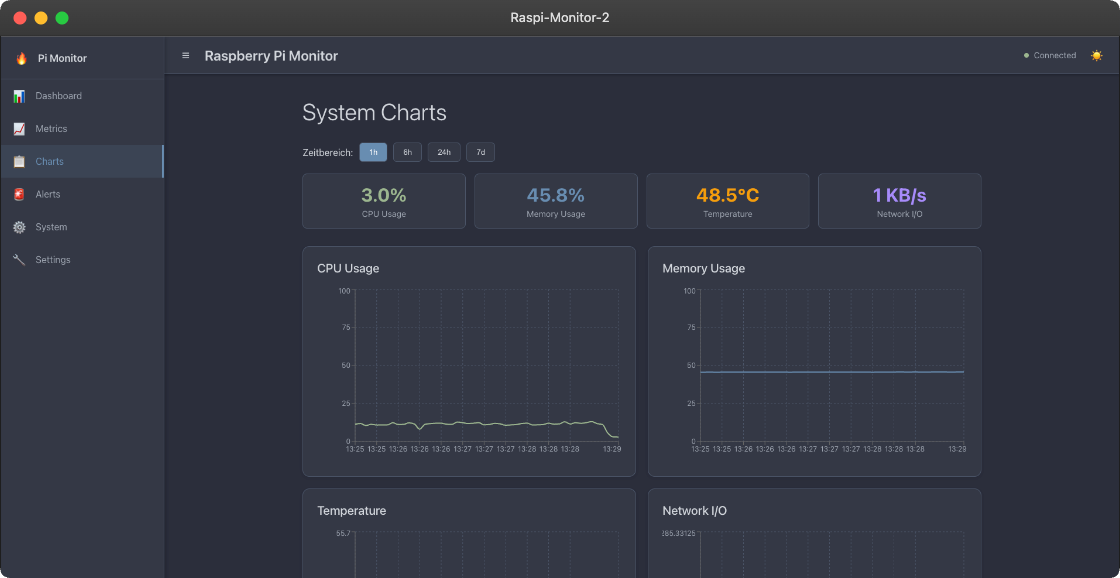 Raspi-Monitor-2
Pi Monitor
≡ Raspberry Pi Monitor
Connected
Dashboard
Metrics
Charts
Alerts
System
Settings
System Charts
Zeitbereich: 1h 6h 24h 7d
3.0%
CPU Usage
45.8%
Memory Usage
48.5°C
Temperature
1 KB/s
Network I/O
CPU Usage
100
75
50
25
0
13:25 13:25 13:26 13:26 13:26 13:27 13:27 13:27 13:28 13:28 13:28 13:29
Memory Usage
100
75
50
25
0
13:25 13:25 13:26 13:26 13:26 13:27 13:27 13:27 13:28 13:28 13:28 13:29
Temperature
55.7
Network I/O
85.33125